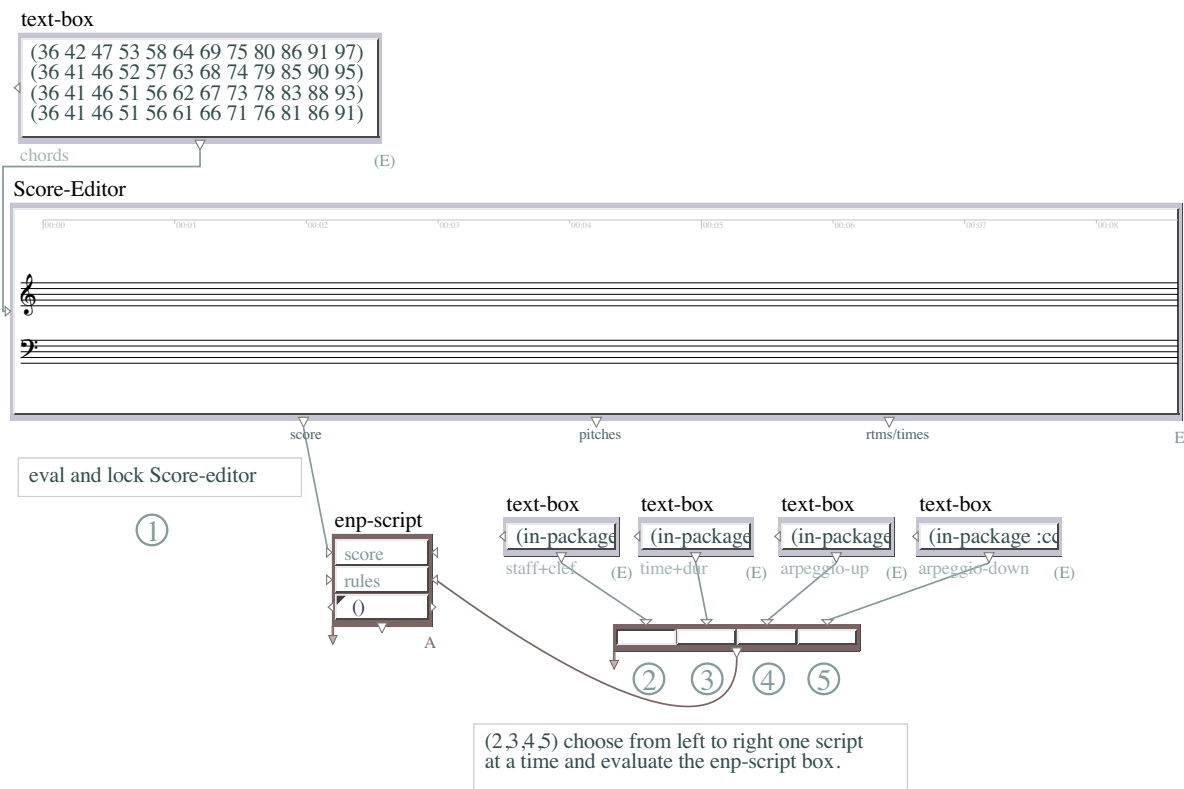 text-box
(36 42 47 53 58 64 69 75 80 86 91 97)
(36 41 46 52 57 63 68 74 79 85 90 95)
(36 41 46 51 56 62 67 73 78 83 88 93)
(36 41 46 51 56 61 66 71 76 81 86 91)
chords (E)
Score-Editor
00:00 00:01 00:02 00:03 00:04 00:05 00:06 00:07 00:08
score pitches rtms/times E
eval and lock Score-editor
1
text-box text-box text-box text-box
(in-package (in-package (in-package (in-package :cc
staff+clef (E) time+dur (E) arpeggio-up (E) arpeggio-down (E)
enp-script
score
rules
()
A
2 3 4 5
(2,3,4,5) choose from left to right one script
at a time and evaluate the enp-script box.